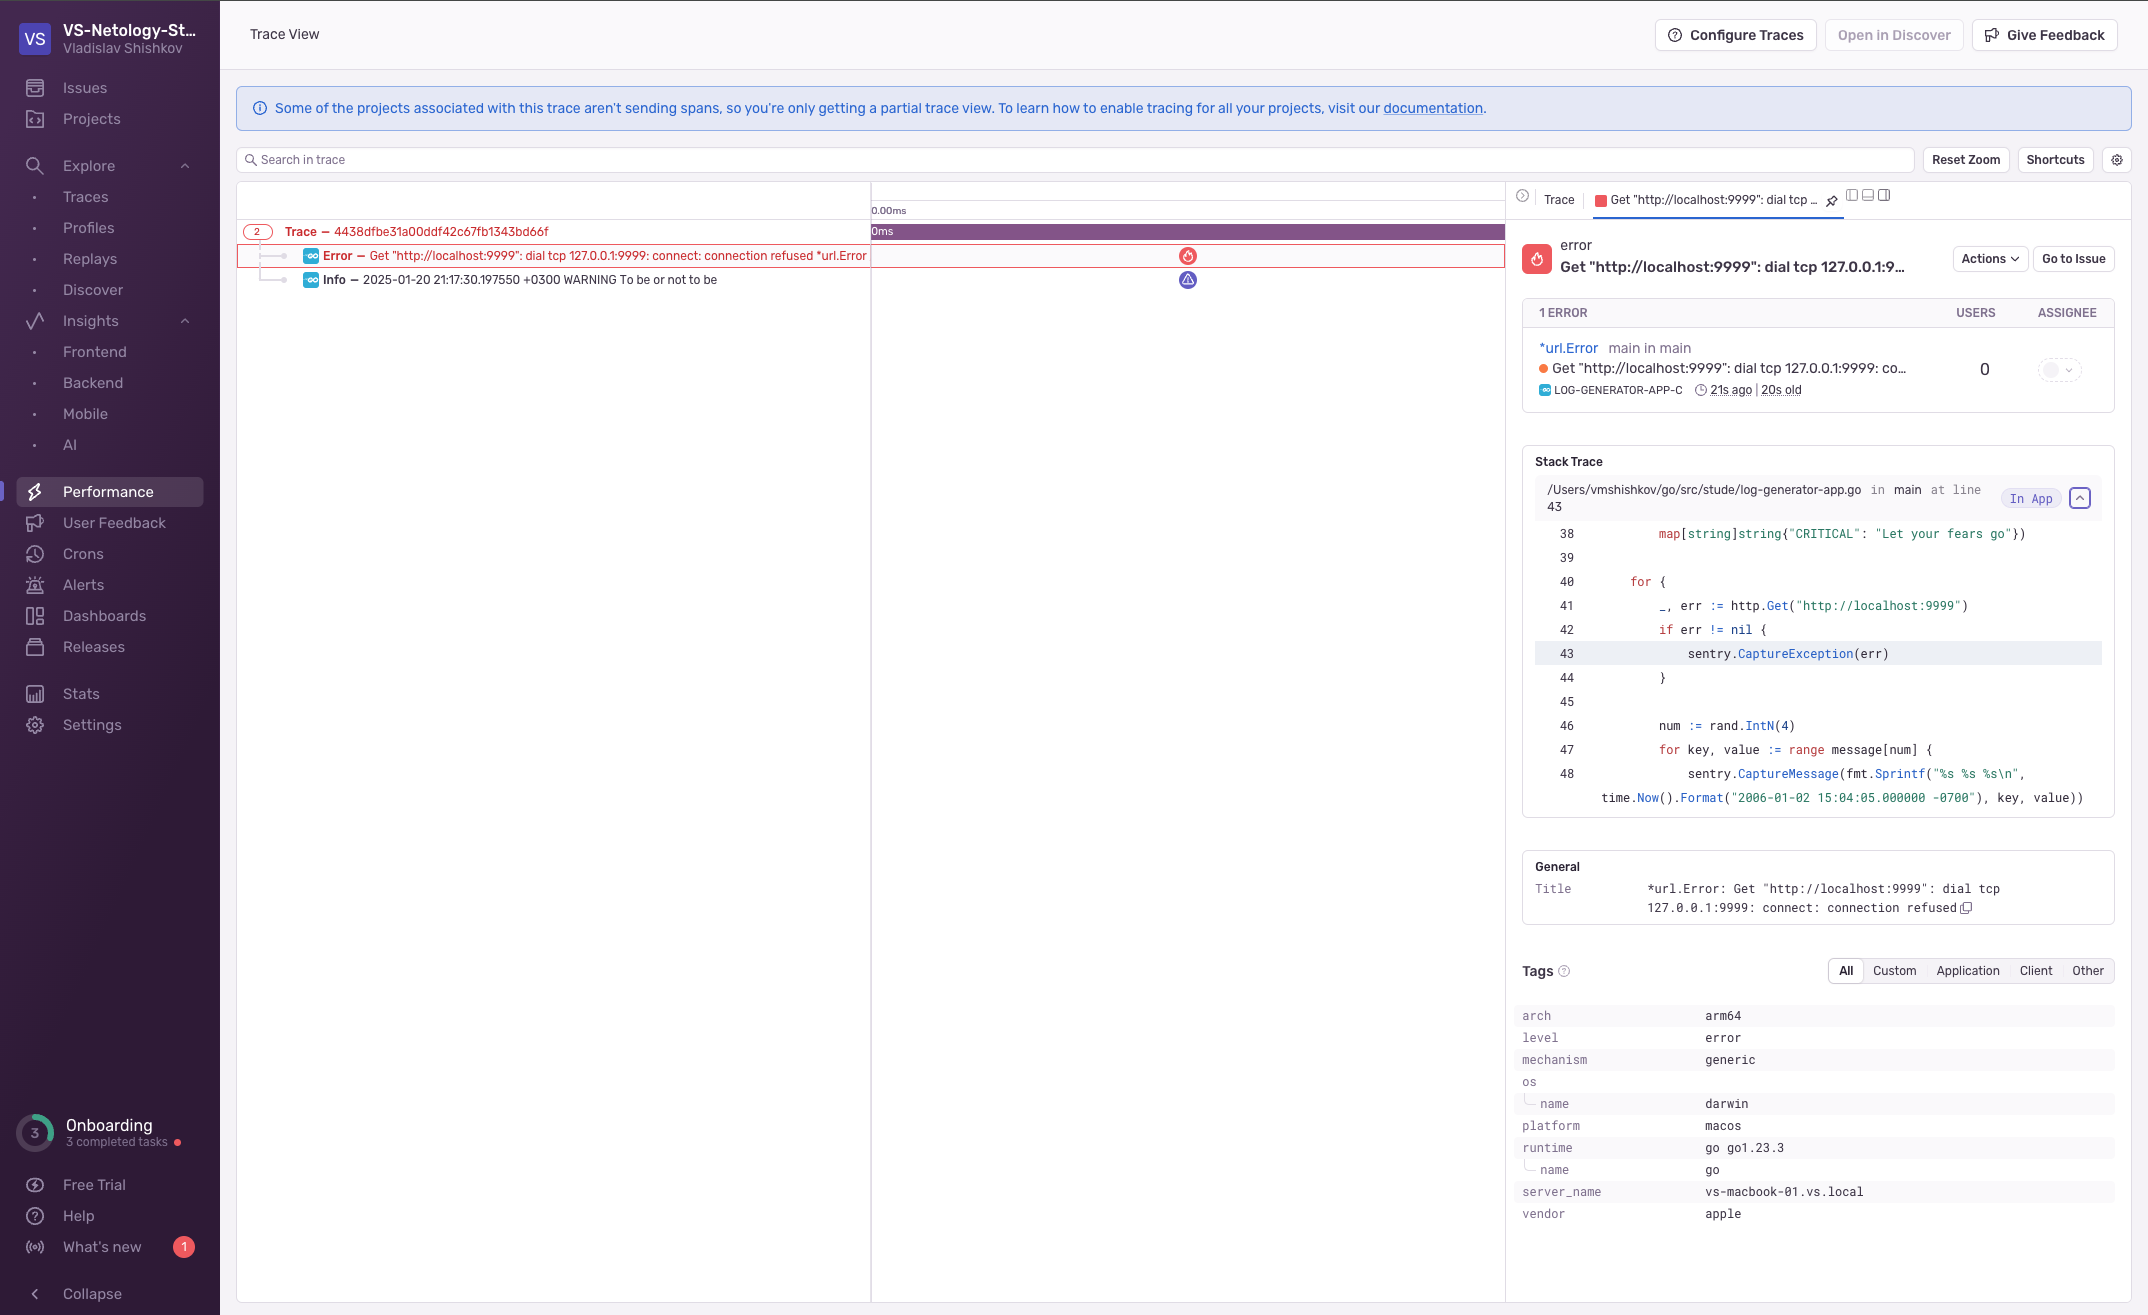 VS
VS-Netology-St...
Vladislav Shishkov
Issues
Projects
Explore
Traces
Profiles
Replays
Discover
Insights
Frontend
Backend
Mobile
AI
Performance
User Feedback
Crons
Alerts
Dashboards
Releases
Stats
Settings
3
Onboarding
3 completed tasks
Free Trial
Help
What's new 1
Collapse
Trace View
Configure Traces
Open in Discover
Give Feedback
Some of the projects associated with this trace aren't sending spans, so you're only getting a partial trace view. To learn how to enable tracing for all your projects, visit our documentation.
Search in trace
Reset Zoom
Shortcuts
0.00ms
2 Trace — 4438dfbe31a00ddf42c67fb1343bd66f
0ms
Error — Get "http://localhost:9999": dial tcp 127.0.0.1:9999: connect: connection refused *url.Error
Info — 2025-01-20 21:17:30.197550 +0300 WARNING To be or not to be
Trace
Get "http://localhost:9999": dial tcp ...
error
Get "http://localhost:9999": dial tcp 127.0.0.1:9...
Actions
Go to Issue
1 ERROR USERS ASSIGNEE
*url.Error main in main
Get "http://localhost:9999": dial tcp 127.0.0.1:9999: co...
0
LOG-GENERATOR-APP-C 21s ago | 20s old
Stack Trace
/Users/vmshishkov/go/src/stude/log-generator-app.go in main at line
43
In App
38 map[string]string{"CRITICAL": "Let your fears go"})
39
40 for {
41 _, err := http.Get("http://localhost:9999")
42 if err != nil {
43 sentry.CaptureException(err)
44 }
45
46 num := rand.IntN(4)
47 for key, value := range message[num] {
48 sentry.CaptureMessage(fmt.Sprintf("%s %s %s\n",
time.Now().Format("2006-01-02 15:04:05.000000 -0700"), key, value))
General
Title *url.Error: Get "http://localhost:9999": dial tcp
127.0.0.1:9999: connect: connection refused
Tags
All Custom Application Client Other
arch arm64
level error
mechanism generic
os
name darwin
platform macos
runtime go go1.23.3
name go
server_name vs-macbook-01.vs.local
vendor apple